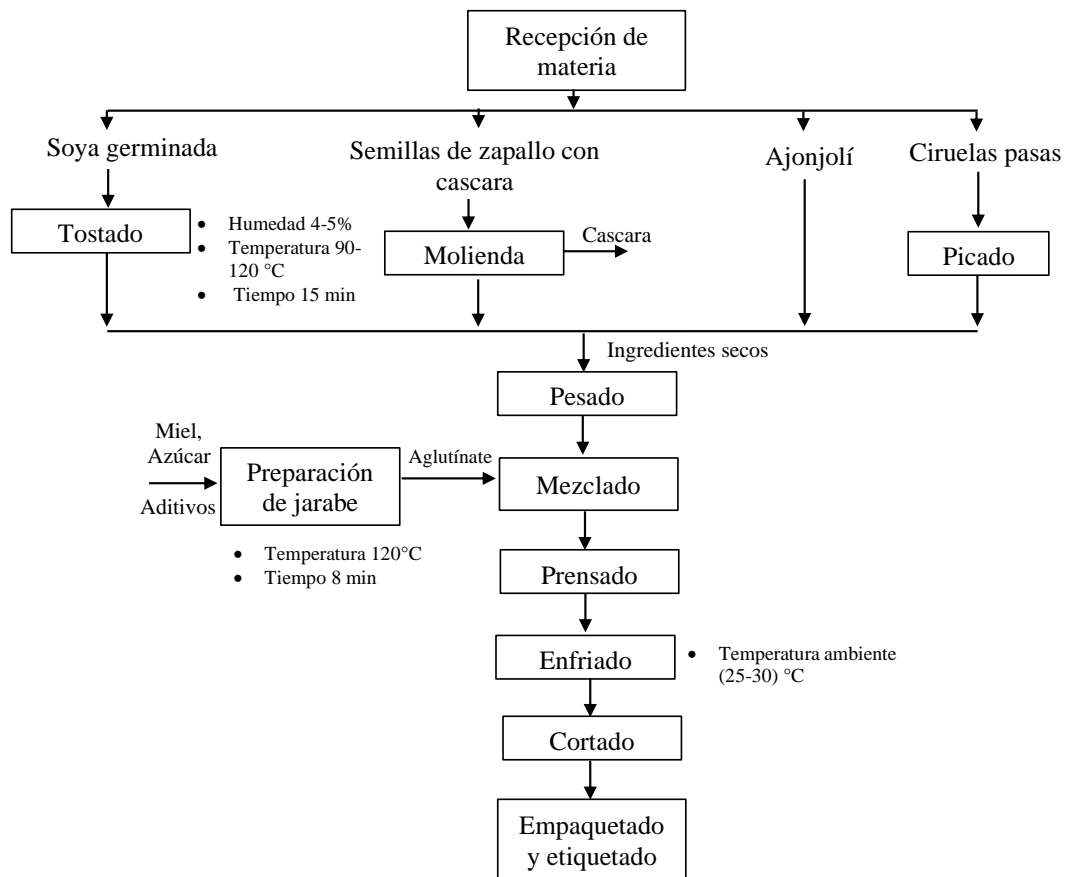 Recepción de
materia
Soya germinada
Semillas de zapallo con
cascara
Ajonjolí
Ciruelas pasas
Tostado
• Humedad 4-5%
• Temperatura 90-
120 °C
• Tiempo 15 min
Molienda
Cascara
Picado
Ingredientes secos
Pesado
Miel,
Azúcar
Aditivos
Preparación
de jarabe
Aglutínate
Mezclado
• Temperatura 120°C
• Tiempo 8 min
Prensado
Enfriado
• Temperatura ambiente
(25-30) °C
Cortado
Empaquetado
y etiquetado